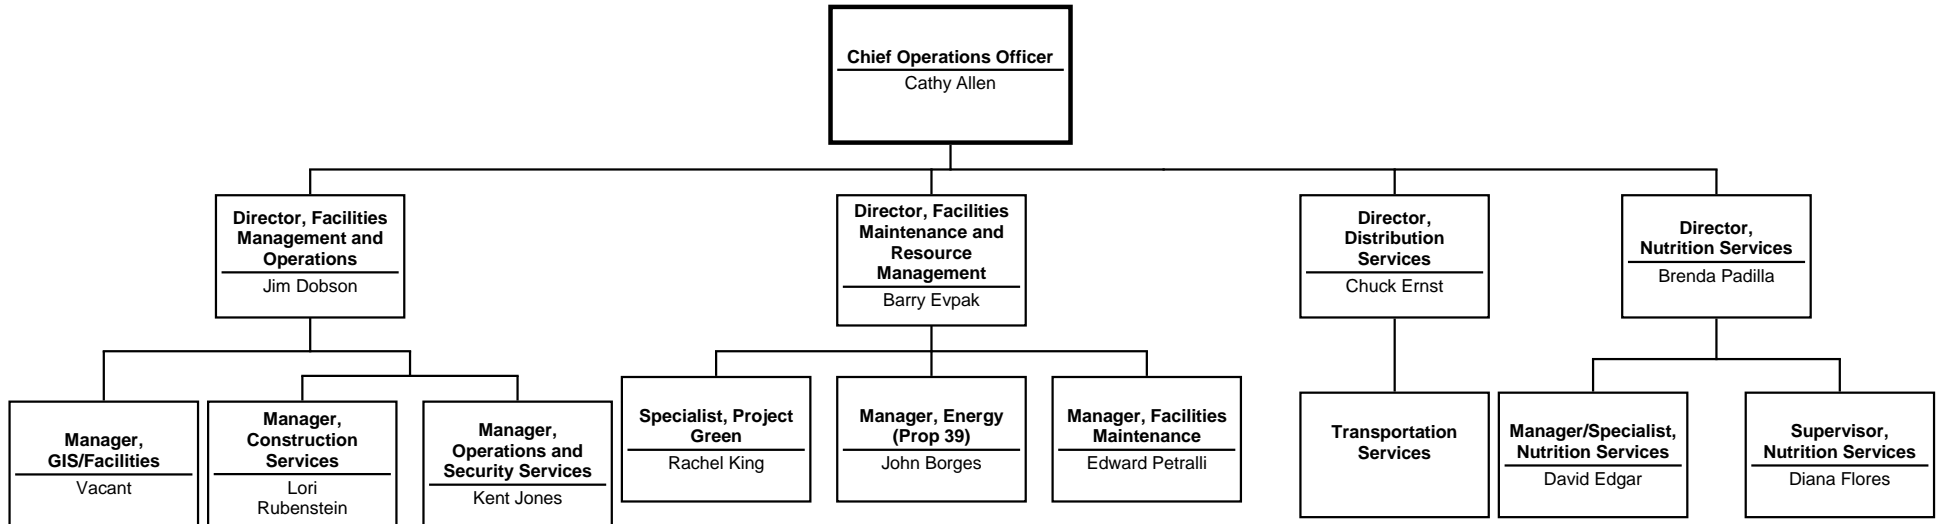 Chief Operations Officer
Cathy Allen
Director, Facilities
Management and
Operations
Jim Dobson
Director, Facilities
Maintenance and
Resource
Management
Barry Evpak
Director,
Distribution
Services
Chuck Ernst
Director,
Nutrition Services
Brenda Padilla
Manager,
GIS/Facilities
Vacant
Manager,
Construction
Services
Lori
Rubenstein
Manager,
Operations and
Security Services
Kent Jones
Specialist, Project
Green
Rachel King
Manager, Energy
(Prop 39)
John Borges
Manager, Facilities
Maintenance
Edward Petralli
Transportation
Services
Manager/Specialist,
Nutrition Services
David Edgar
Supervisor,
Nutrition Services
Diana Flores